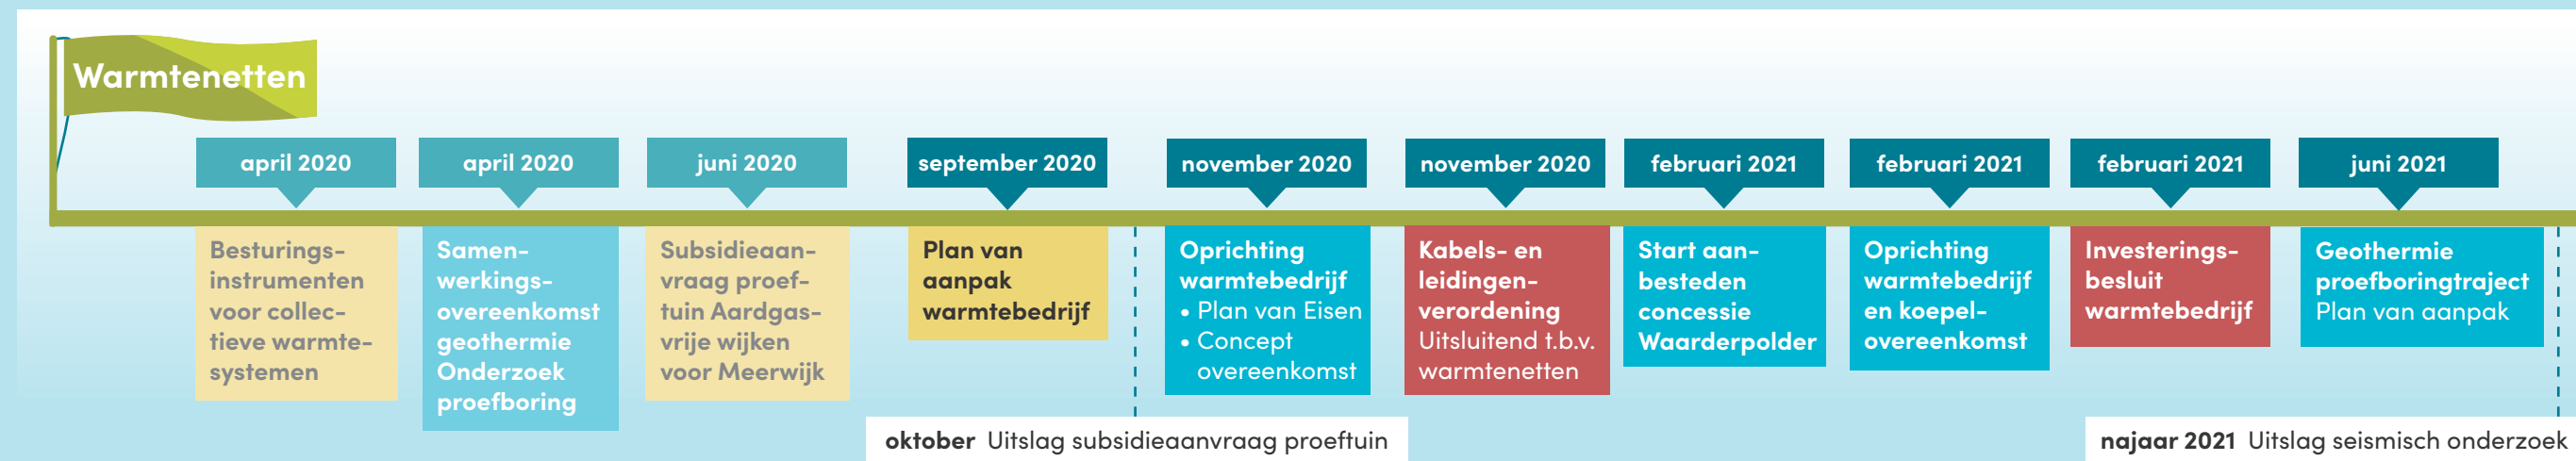 Warmtenetten
april 2020
Besturings-
instrumenten
voor collec-
tieve warmte-
systemen
april 2020
Samen-
werkings-
overeenkomst
geothermie
Onderzoek
proefboring
juni 2020
Subsidieaan-
vraag proef-
tuin Aardgas-
vrije wijken
voor Meerwijk
september 2020
Plan van
aanpak
warmtebedrijf
oktober Uitslag subsidieaanvraag proeftuin
november 2020
Oprichting
warmtebedrijf
• Plan van Eisen
• Concept
overeenkomst
november 2020
Kabels- en
leidingen-
verordening
Uitsluitend t.b.v.
warmtenetten
februari 2021
Start aan-
besteden
concessie
Waarderpolder
februari 2021
Oprichting
warmtebedrijf
en koepel-
overeenkomst
februari 2021
Investerings-
besluit
warmtebedrijf
juni 2021
Geothermie
proefboringtraject
Plan van aanpak
najaar 2021 Uitslag seismisch onderzoek